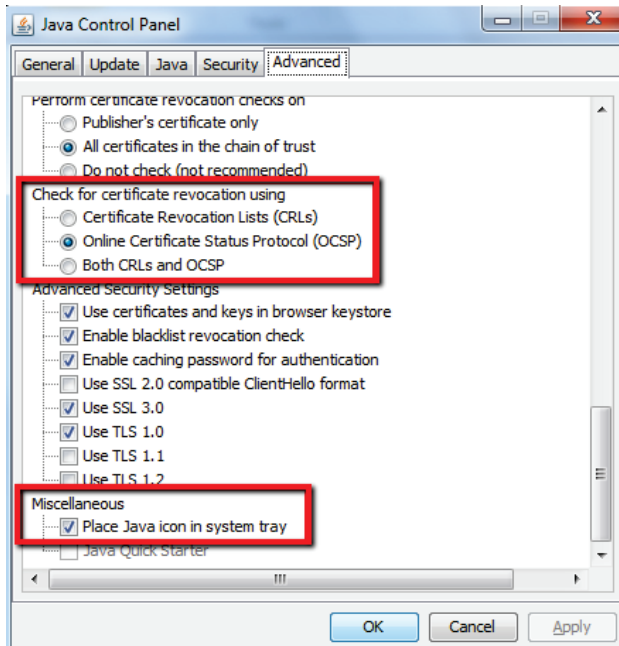 Java Control Panel
General Update Java Security Advanced
Perform certificate revocation checks on
Publisher's certificate only
All certificates in the chain of trust
Do not check (not recommended)
Check for certificate revocation using
Certificate Revocation Lists (CRLs)
Online Certificate Status Protocol (OCSP)
Both CRLs and OCSP
Advanced Security Settings
Use certificates and keys in browser keystore
Enable blacklist revocation check
Enable caching password for authentication
Use SSL 2.0 compatible ClientHello format
Use SSL 3.0
Use TLS 1.0
Use TLS 1.1
Use TLS 1.2
Miscellaneous
Place Java icon in system tray
Java Quick Starter
OK Cancel Apply